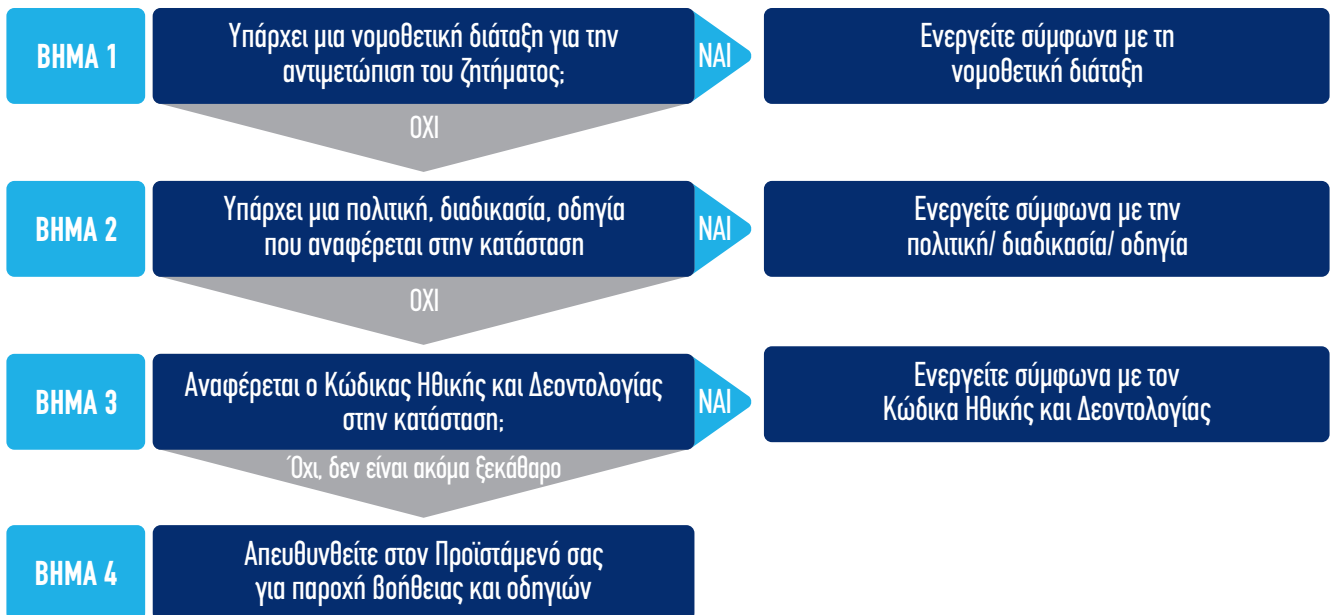 ΒΗΜΑ 1
Υπάρχει μια νομοθετική διάταξη για την
αντιμετώπιση του ζητήματος;
ΝΑΙ
Ενεργείτε σύμφωνα με τη
νομοθετική διάταξη
ΟΧΙ
ΒΗΜΑ 2
Υπάρχει μια πολιτική, διαδικασία, οδηγία
που αναφέρεται στην κατάσταση
ΝΑΙ
Ενεργείτε σύμφωνα με την
πολιτική/ διαδικασία/ οδηγία
ΟΧΙ
ΒΗΜΑ 3
Αναφέρεται ο Κώδικας Ηθικής και Δεοντολογίας
στην κατάσταση;
ΝΑΙ
Ενεργείτε σύμφωνα με τον
Κώδικα Ηθικής και Δεοντολογίας
Όχι, δεν είναι ακόμα ξεκάθαρο
ΒΗΜΑ 4
Απευθυνθείτε στον Προϊστάμενό σας
για παροχή βοήθειας και οδηγιών